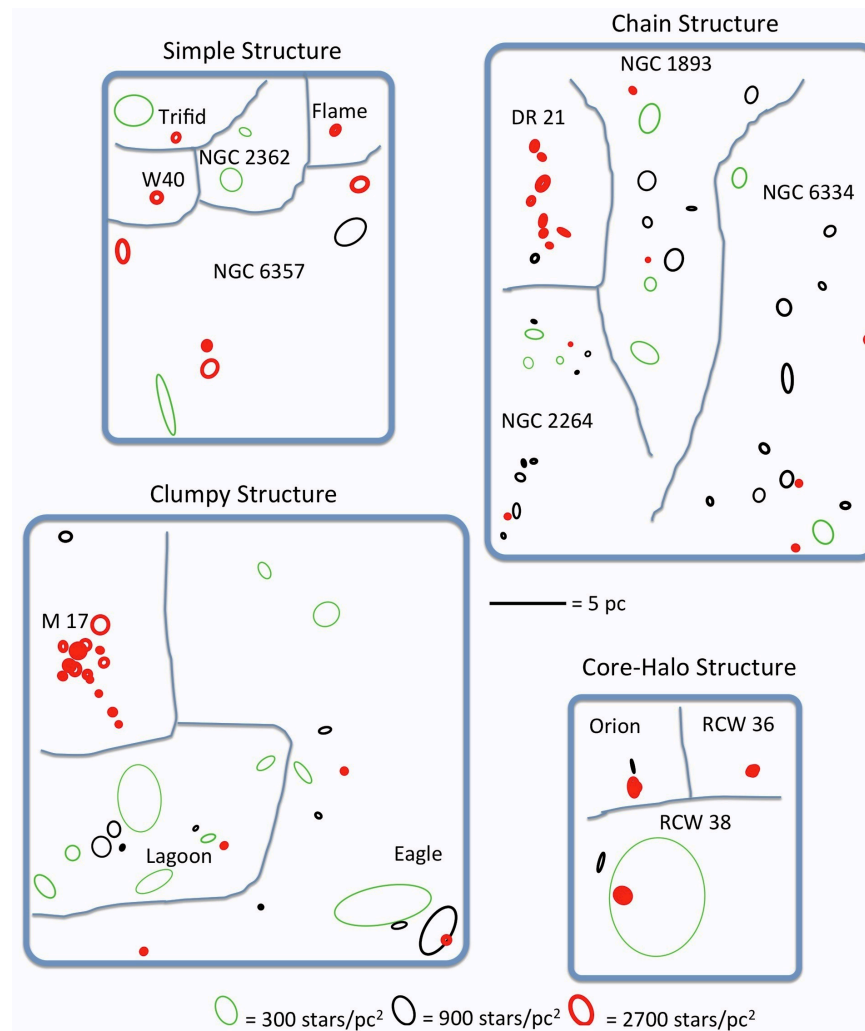 Simple Structure
Trifid
Flame
NGC 2362
W40
NGC 6357
Chain Structure
NGC 1893
DR 21
NGC 6334
NGC 2264
Clumpy Structure
M 17
Lagoon
Eagle
= 5 pc
Core-Halo Structure
Orion
RCW 36
RCW 38
= 300 stars/pc² = 900 stars/pc² = 2700 stars/pc²